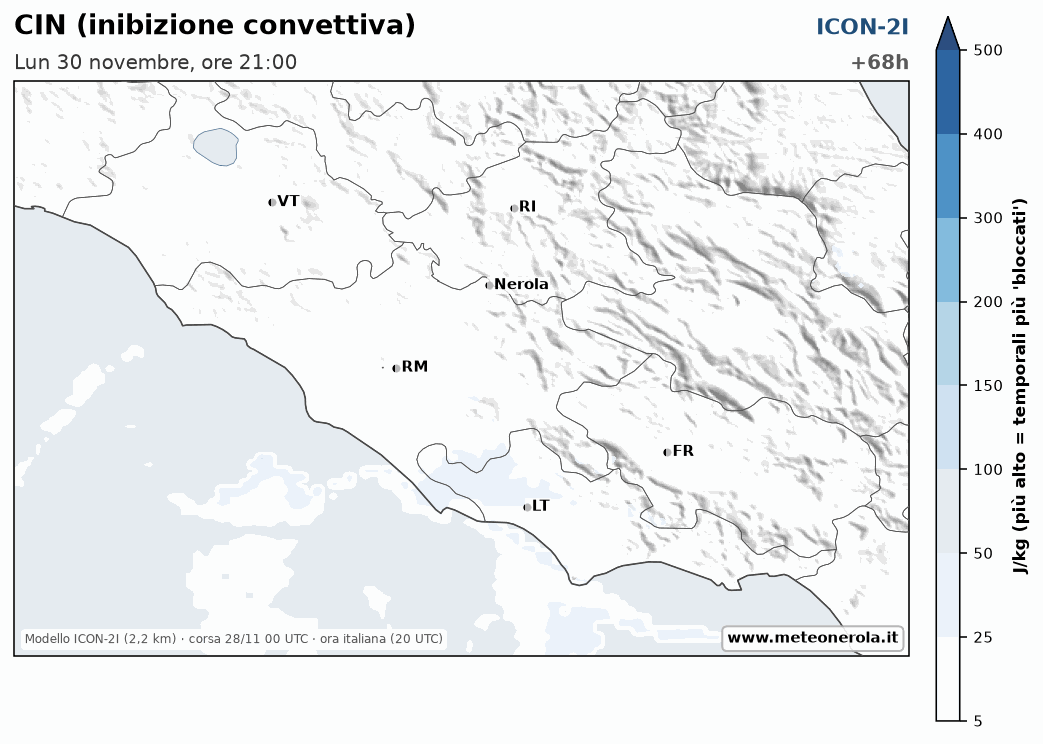 CIN (inibizione convettiva)
ICON-2I
Lun 30 novembre, ore 21:00
+68h
500
400
300
200
150
100
50
25
5
J/kg (più alto = temporali più 'bloccati')
VT
RI
Nerola
RM
FR
LT
Modello ICON-2I (2,2 km) · corsa 28/11 00 UTC · ora italiana (20 UTC)
www.meteonerola.it